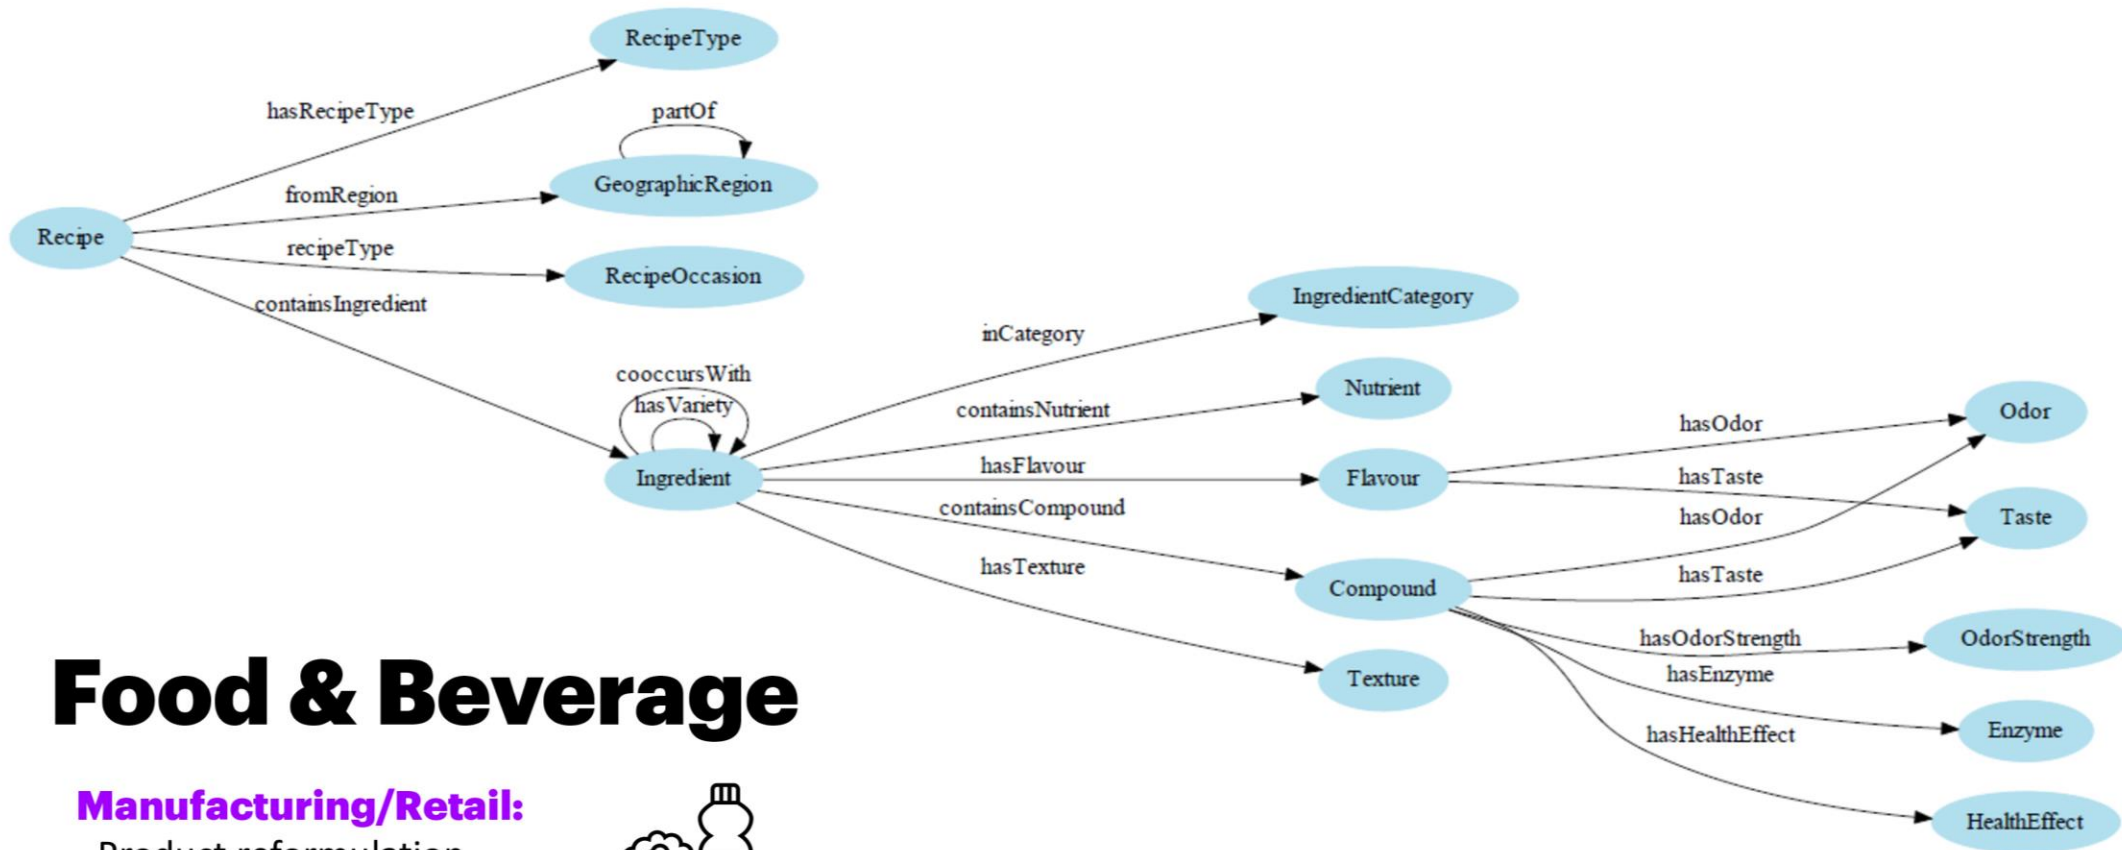 RecipeType
hasRecipeType
partOf
GeographicRegion
fromRegion
Recipe
recipeType
RecipeOccasion
containsIngredient
IngredientCategory
inCategory
cooccursWith
hasVariety
Nutrient
containsNutrient
Odor
hasOdor
hasFlavour
Ingredient
Flavour
hasTaste
containsCompound
hasOdor
Taste
hasTexture
hasTaste
Compound
hasOdorStrength
OdorStrength
hasEnzyme
Texture
Enzyme
hasHealthEffect
HealthEffect
Food & Beverage
Manufacturing/Retail:
Product reformulation